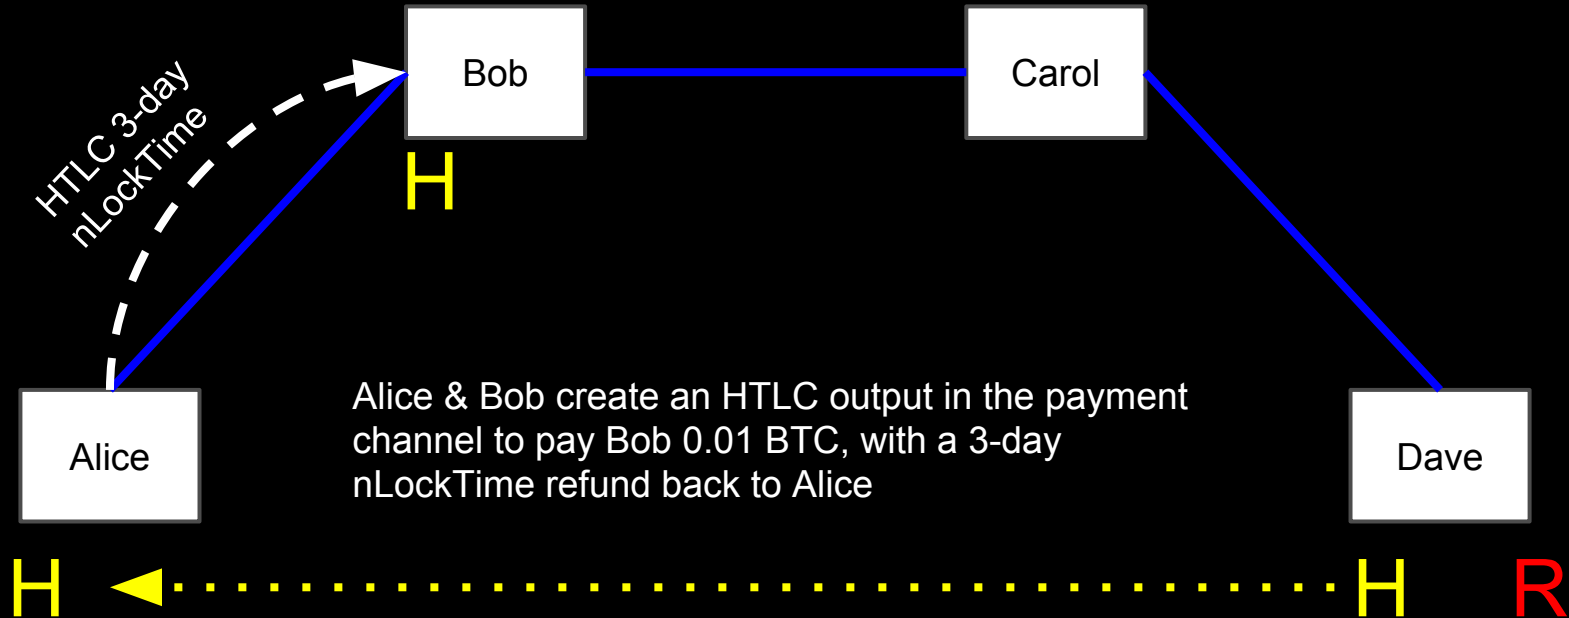 Bob
Carol
HTLC 3-day
nLockTime
H
Alice & Bob create an HTLC output in the payment
channel to pay Bob 0.01 BTC, with a 3-day
nLockTime refund back to Alice
Alice
Dave
H
H
R